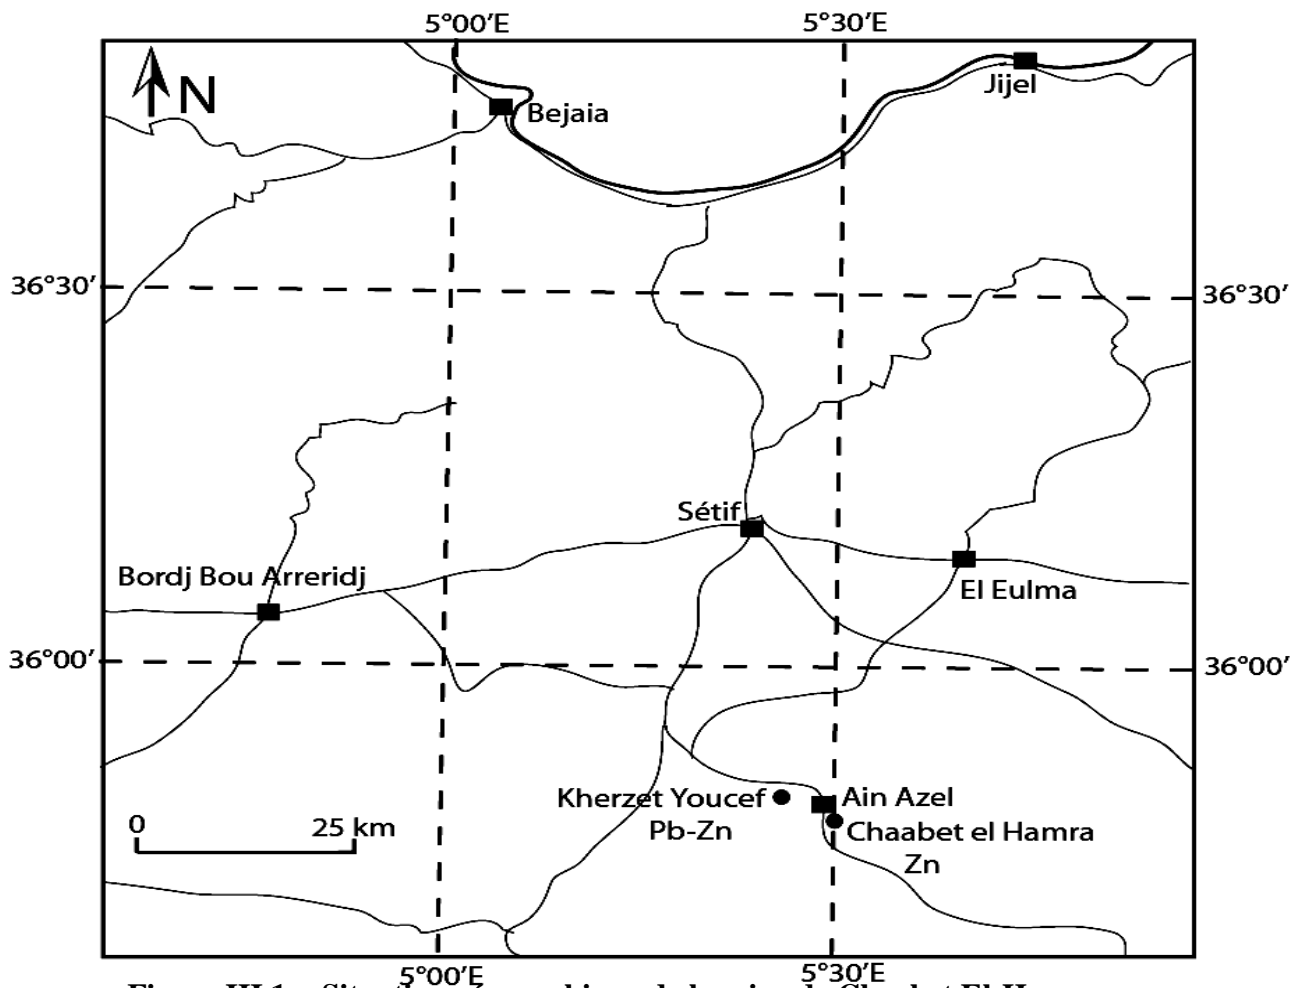 5°00’E
5°30’E
N
Jijel
Bejaia
36°30’
36°30’
Sétif
Bordj Bou Arreridj
El Eulma
36°00’
36°00’
Kherzet Youcef
Pb-Zn
Ain Azel
Chaabet el Hamra
Zn
0
25 km
5°00’E
5°30’E